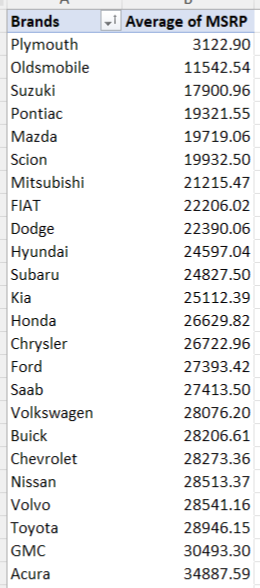 Brands Average of MSRP
Plymouth 3122.90
Oldsmobile 11542.54
Suzuki 17900.96
Pontiac 19321.55
Mazda 19719.06
Scion 19932.50
Mitsubishi 21215.47
FIAT 22206.02
Dodge 22390.06
Hyundai 24597.04
Subaru 24827.50
Kia 25112.39
Honda 26629.82
Chrysler 26722.96
Ford 27393.42
Saab 27413.50
Volkswagen 28076.20
Buick 28206.61
Chevrolet 28273.36
Nissan 28513.37
Volvo 28541.16
Toyota 28946.15
GMC 30493.30
Acura 34887.59